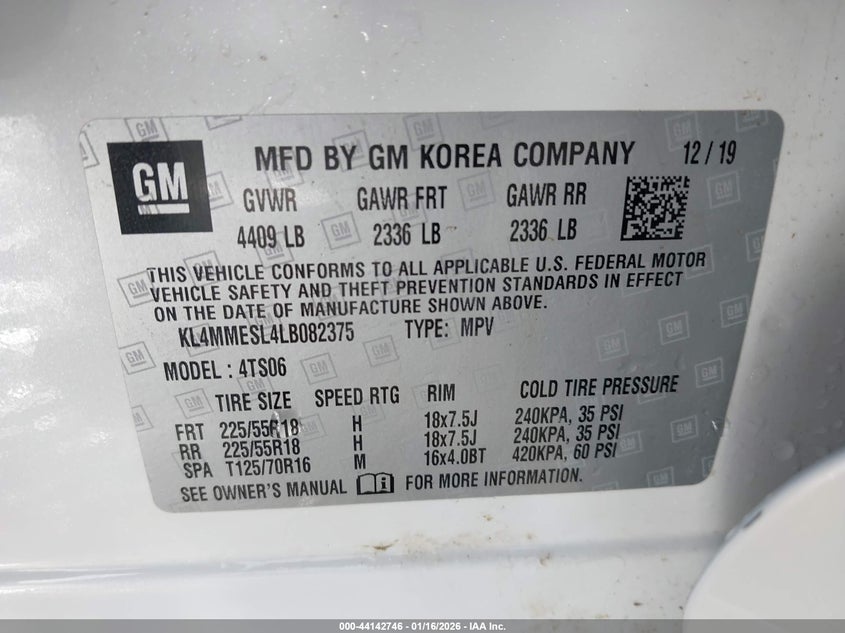 GM MFD BY GM KOREA COMPANY 12/19
GVWR GAWR FRT GAWR RR
4409 LB 2336 LB 2336 LB
THIS VEHICLE CONFORMS TO ALL APPLICABLE U.S. FEDERAL MOTOR
VEHICLE SAFETY AND THEFT PREVENTION STANDARDS IN EFFECT
ON THE DATE OF MANUFACTURE SHOWN ABOVE.
KL4MMESL4LB082375 TYPE: MPV
MODEL : 4TS06
TIRE SIZE SPEED RTG RIM COLD TIRE PRESSURE
FRT 225/55R18 H 18x7.5J 240KPA, 35 PSI
RR 225/55R18 H 18x7.5J 240KPA, 35 PSI
SPA T125/70R16 M 16x4.0BT 420KPA, 60 PSI
SEE OWNER'S MANUAL i FOR MORE INFORMATION.
000-44142746 - 01/16/2026 - IAA Inc.